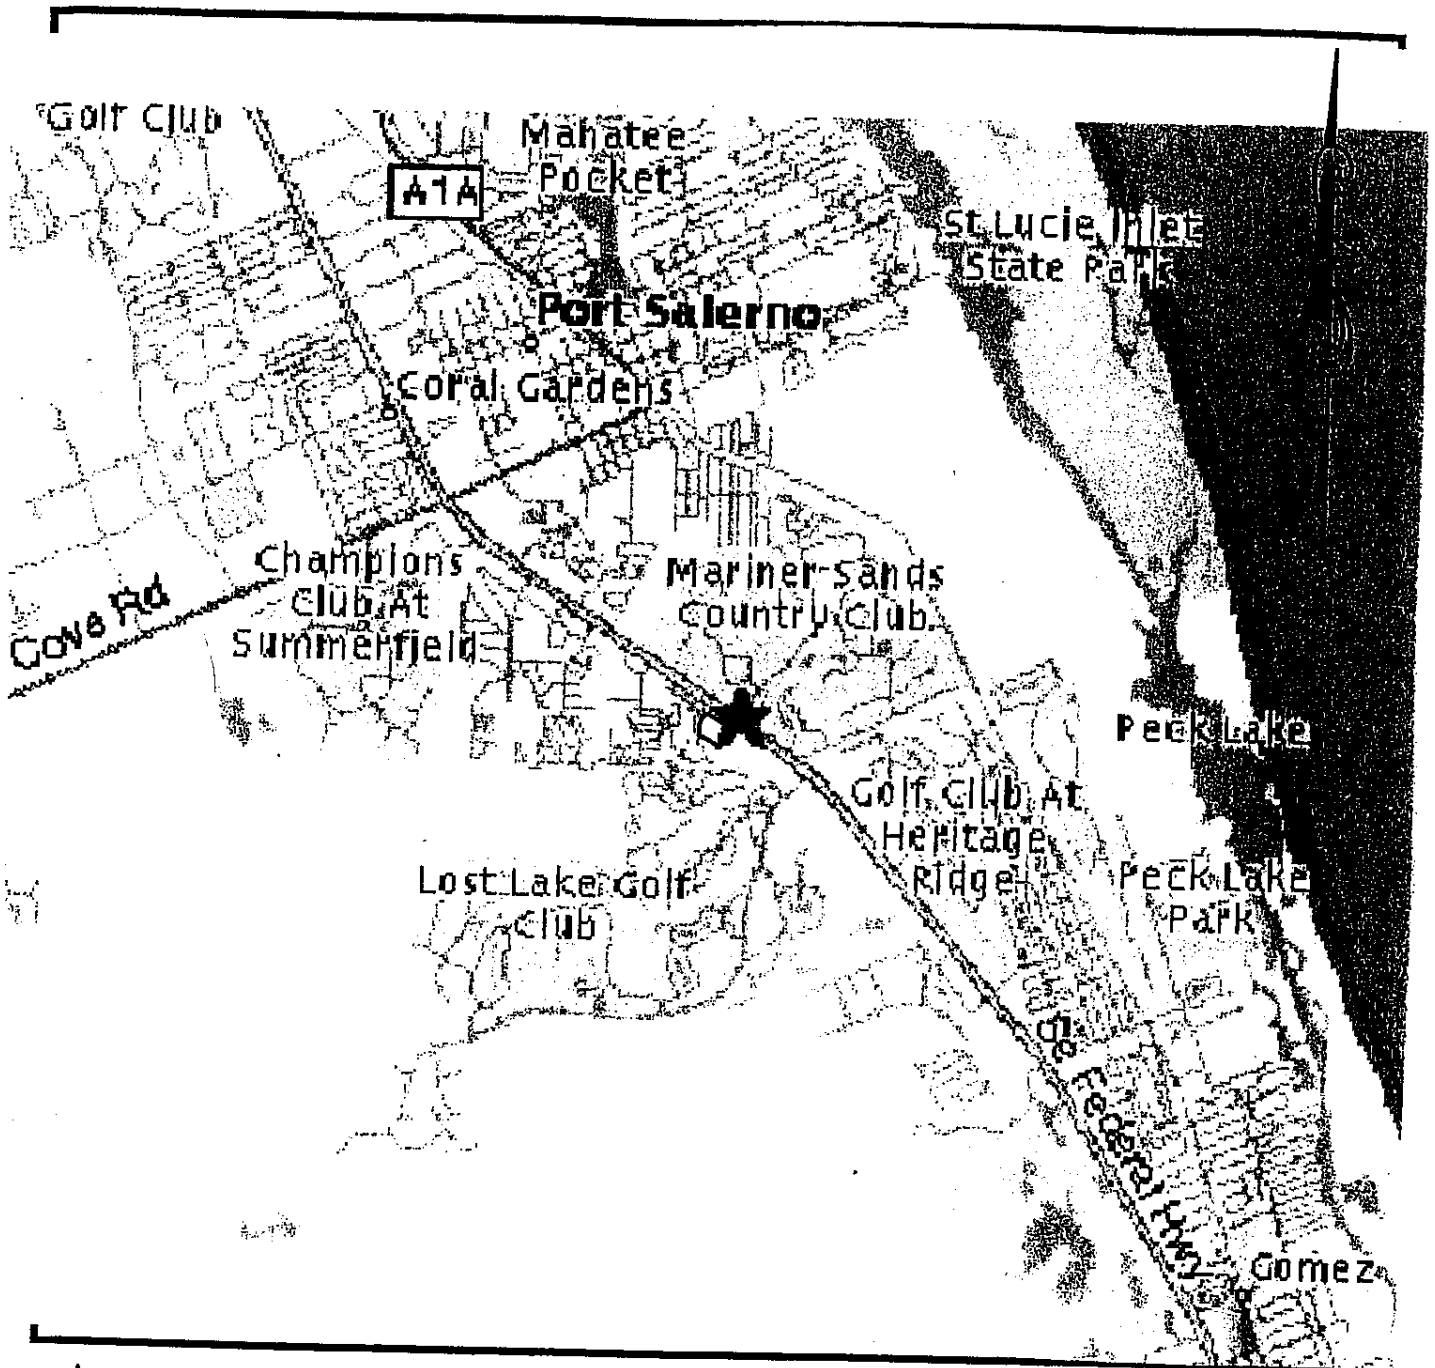 Golf Club
Mahatee
Pocket
A1A
St Lucie Inlet
State Park
Port Salerno
Coral Gardens
Champions
Club At
Summerfield
Cove Rd
Mariner Sands
Country Club
Peck Lake
Golf Club At
Heritage
Ridge
Lost Lake Golf
Club
Peck Lake
Park
SE Federal Hwy
Gomez